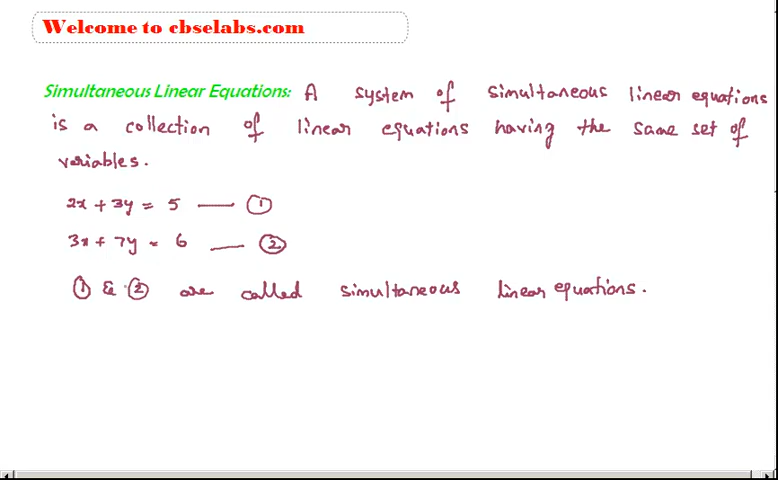 Welcome to cbselabs.com
Simultaneous Linear Equations: A system of simultaneous linear equations
is a collection of linear equations having the same set of
variables.
2x + 3y = 5 — ①
3x + 7y = 6 — ②
① & ② are called simultaneous linear equations.